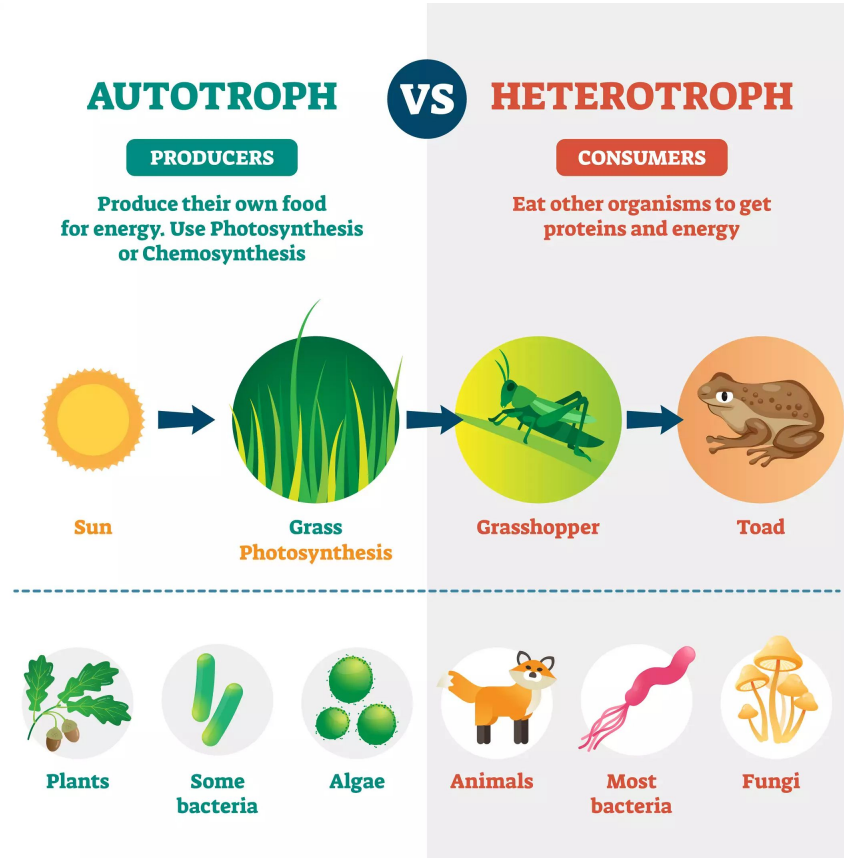 AUTOTROPH
VS
HETEROTROPH
PRODUCERS
Produce their own food
for energy. Use Photosynthesis
or Chemosynthesis
CONSUMERS
Eat other organisms to get
proteins and energy
Sun
Grass
Photosynthesis
Grasshopper
Toad
Plants
Some
bacteria
Algae
Animals
Most
bacteria
Fungi